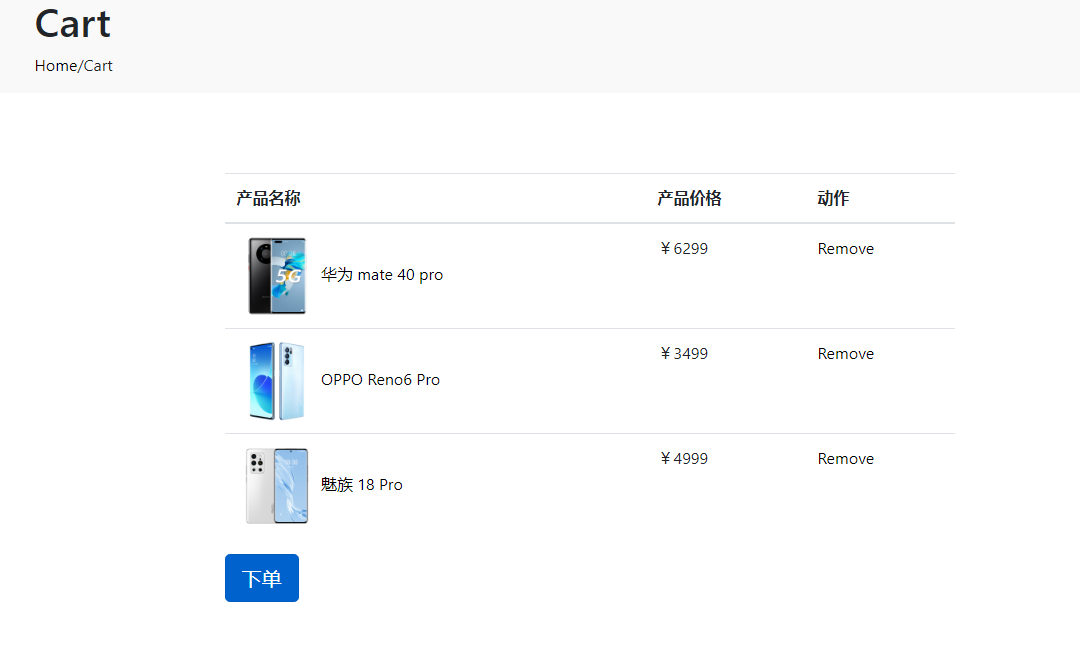 Cart
Home/Cart
产品名称 产品价格 动作
5G
华为 mate 40 pro ￥6299 Remove
OPPO Reno6 Pro ￥3499 Remove
魅族 18 Pro ￥4999 Remove
下单